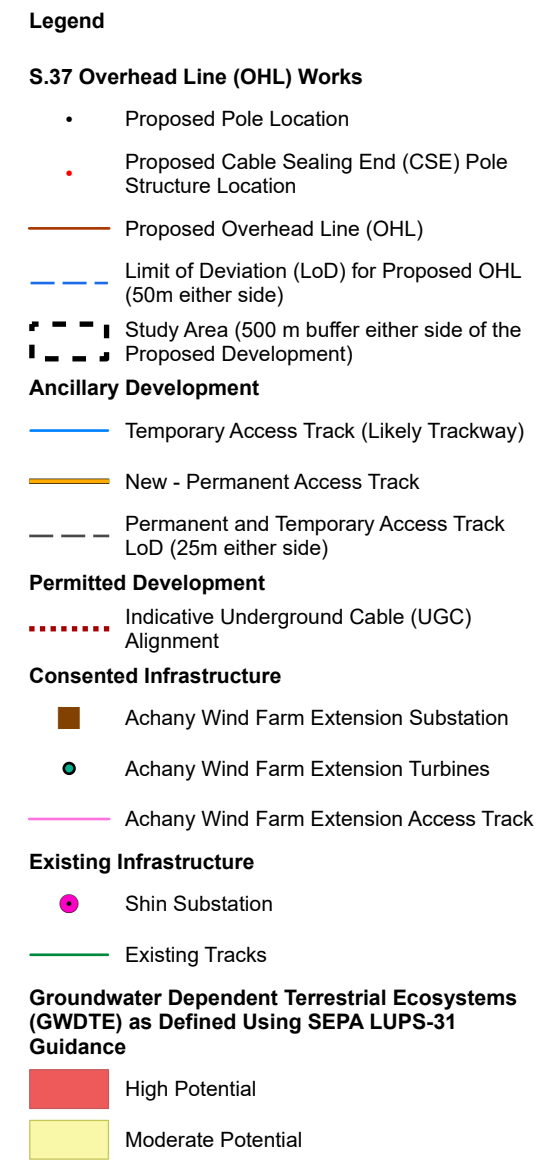 Legend
S.37 Overhead Line (OHL) Works
Proposed Pole Location
Proposed Cable Sealing End (CSE) Pole
Structure Location
Proposed Overhead Line (OHL)
Limit of Deviation (LoD) for Proposed OHL
(50m either side)
Study Area (500 m buffer either side of the
Proposed Development)
Ancillary Development
Temporary Access Track (Likely Trackway)
New - Permanent Access Track
Permanent and Temporary Access Track
LoD (25m either side)
Permitted Development
Indicative Underground Cable (UGC)
Alignment
Consented Infrastructure
Achany Wind Farm Extension Substation
Achany Wind Farm Extension Turbines
Achany Wind Farm Extension Access Track
Existing Infrastructure
Shin Substation
Existing Tracks
Groundwater Dependent Terrestrial Ecosystems
(GWDTE) as Defined Using SEPA LUPS-31
Guidance
High Potential
Moderate Potential